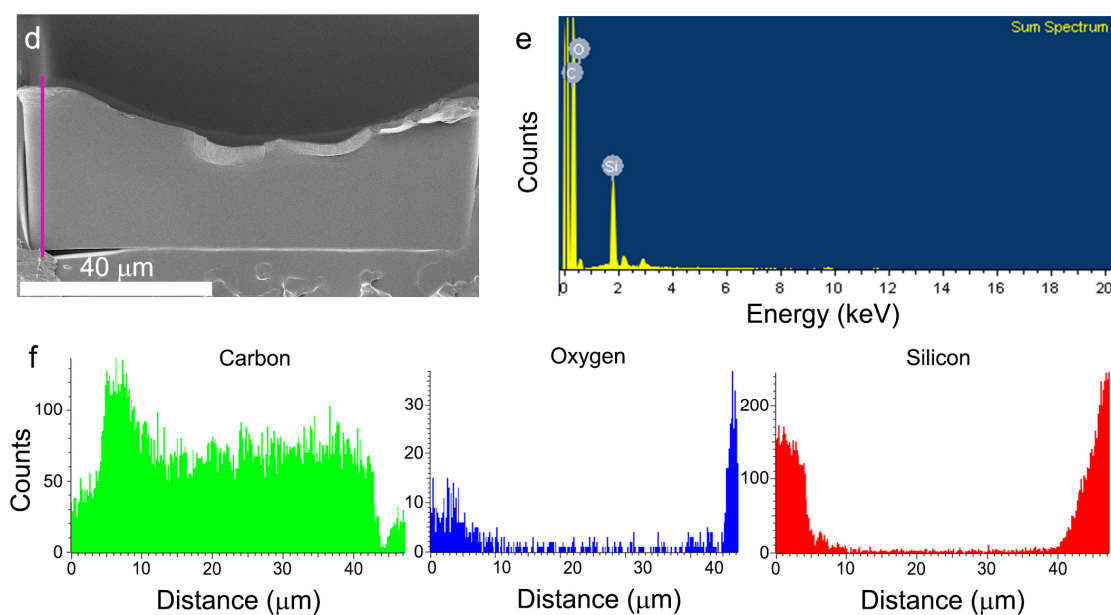 d
40 μm
e
Sum Spectrum
O
C
Si
Counts
0 2 4 6 8 10 12 14 16 18 20
Energy (keV)
f
Carbon
Counts
100
50
0
0 10 20 30 40
Distance (μm)
Oxygen
30
20
10
0
0 10 20 30 40
Distance (μm)
Silicon
200
100
0
0 10 20 30 40
Distance (μm)